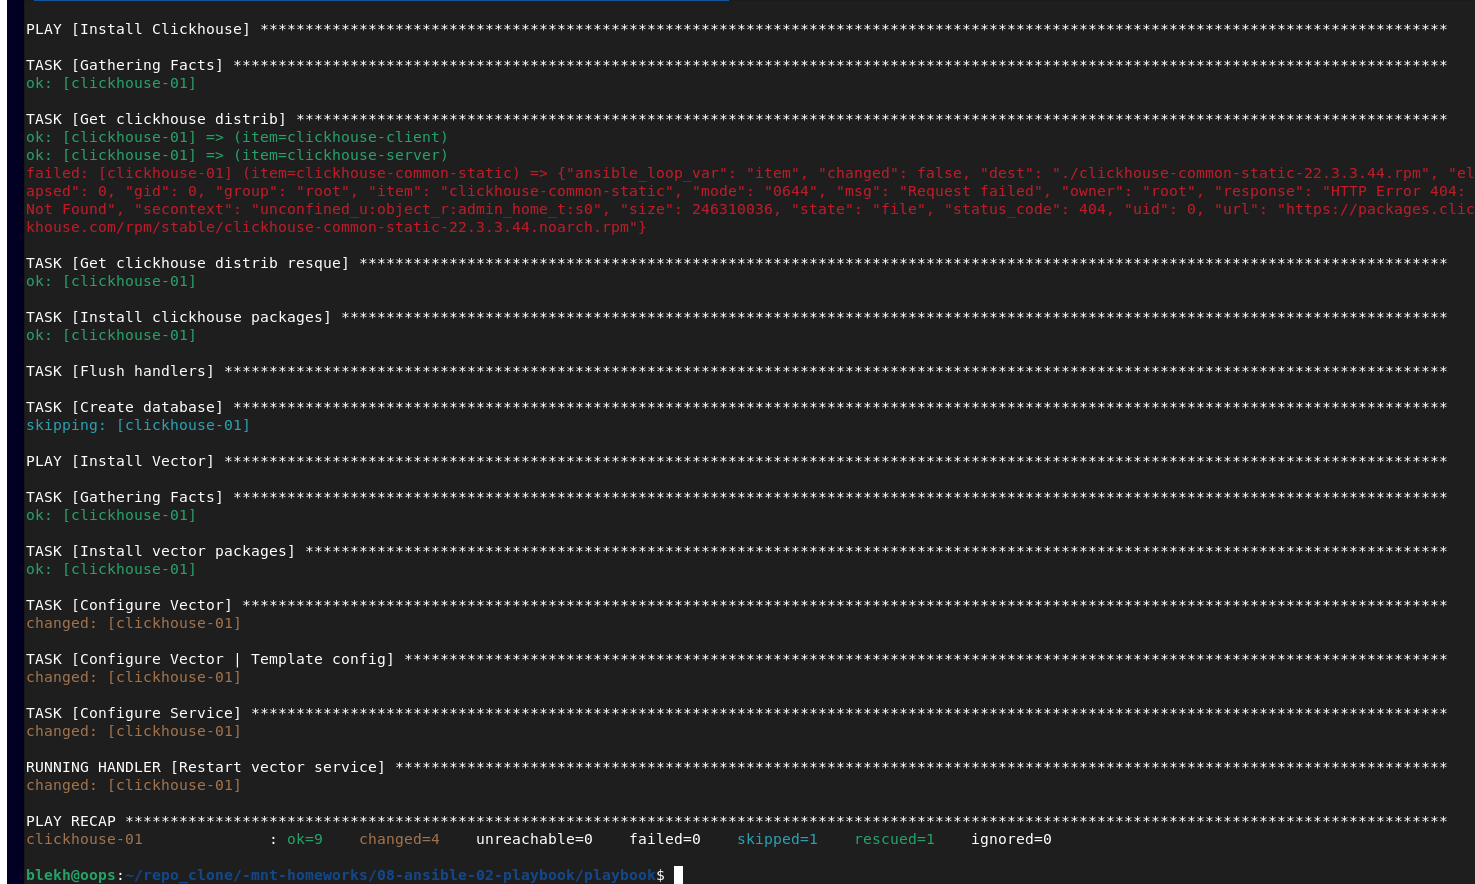 PLAY [Install Clickhouse] ************************************************************************************************************************************
TASK [Gathering Facts] ***************************************************************************************************************************************
ok: [clickhouse-01]
TASK [Get clickhouse distrib] ********************************************************************************************************************************
ok: [clickhouse-01] => (item=clickhouse-client)
ok: [clickhouse-01] => (item=clickhouse-server)
failed: [clickhouse-01] (item=clickhouse-common-static) => {"ansible_loop_var": "item", "changed": false, "dest": "./clickhouse-common-static-22.3.3.44.rpm", "el
apsed": 0, "gid": 0, "group": "root", "item": "clickhouse-common-static", "mode": "0644", "msg": "Request failed", "owner": "root", "response": "HTTP Error 404:
Not Found", "secontext": "unconfined_u:object_r:admin_home_t:s0", "size": 246310036, "state": "file", "status_code": 404, "uid": 0, "url": "https://packages.clic
khouse.com/rpm/stable/clickhouse-common-static-22.3.3.44.noarch.rpm"}
TASK [Get clickhouse distrib resque] *************************************************************************************************************************
ok: [clickhouse-01]
TASK [Install clickhouse packages] ***************************************************************************************************************************
ok: [clickhouse-01]
TASK [Flush handlers] ****************************************************************************************************************************************
TASK [Create database] ***************************************************************************************************************************************
skipping: [clickhouse-01]
PLAY [Install Vector] ****************************************************************************************************************************************
TASK [Gathering Facts] ***************************************************************************************************************************************
ok: [clickhouse-01]
TASK [Install vector packages] *******************************************************************************************************************************
ok: [clickhouse-01]
TASK [Configure Vector] **************************************************************************************************************************************
changed: [clickhouse-01]
TASK [Configure Vector | Template config] ********************************************************************************************************************
changed: [clickhouse-01]
TASK [Configure Service] *************************************************************************************************************************************
changed: [clickhouse-01]
RUNNING HANDLER [Restart vector service] *********************************************************************************************************************
changed: [clickhouse-01]
PLAY RECAP ***************************************************************************************************************************************************
clickhouse-01              : ok=9    changed=4    unreachable=0    failed=0    skipped=1    rescued=1    ignored=0
blekh@oops:~/repo_clone/-mnt-homeworks/08-ansible-02-playbook/playbook$